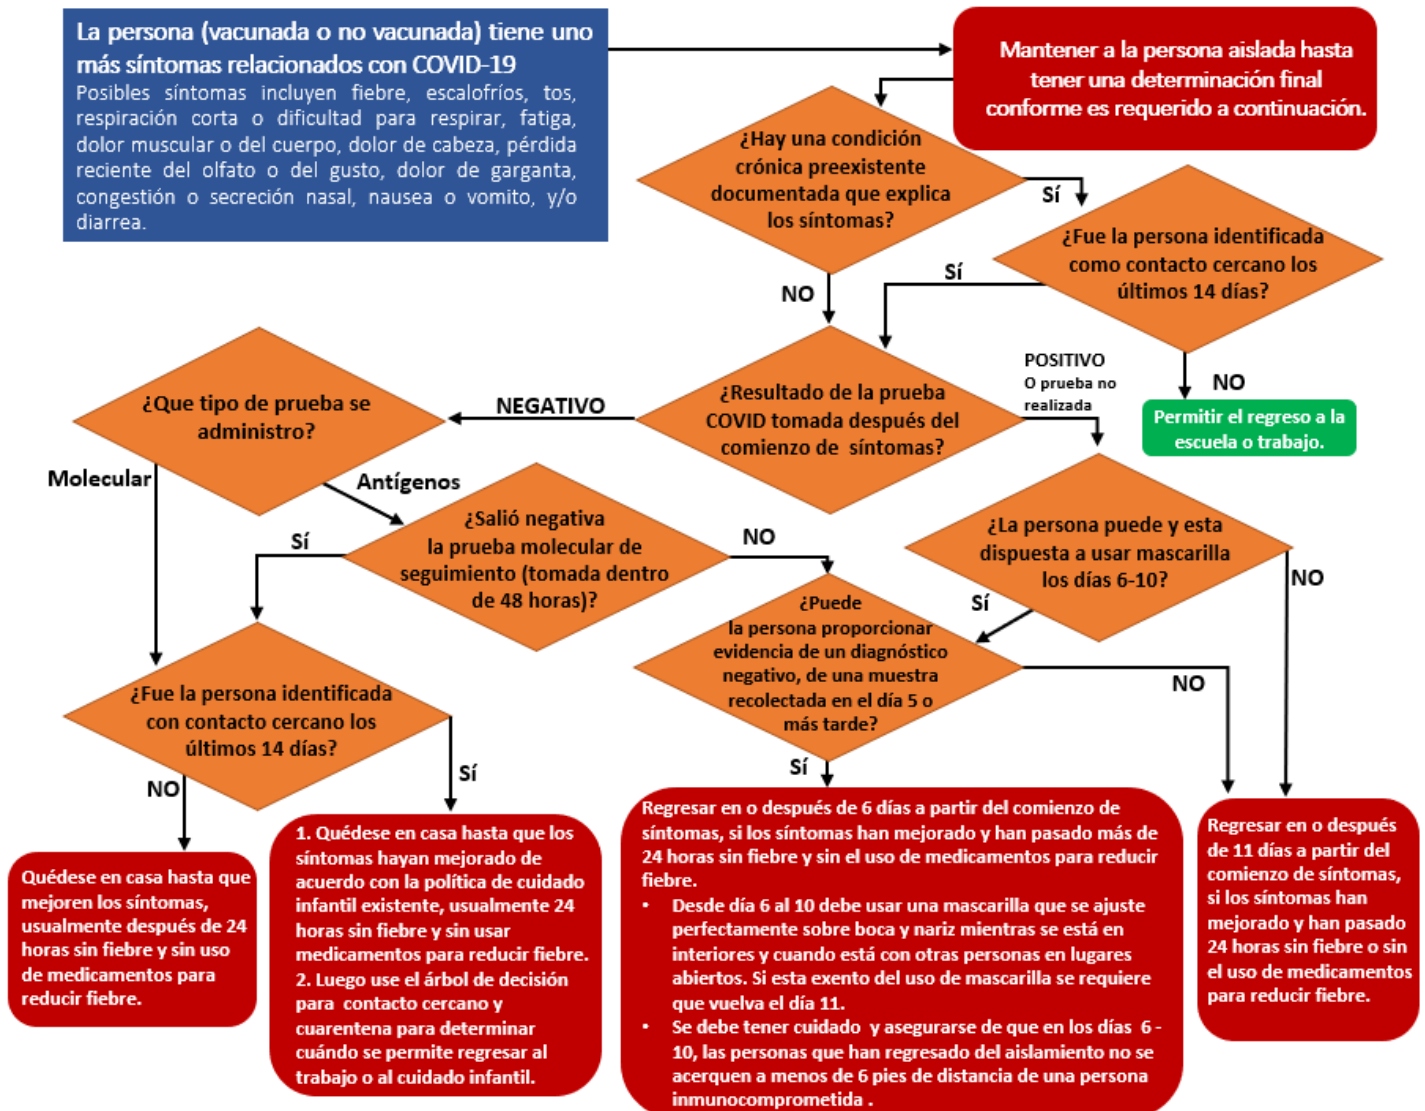 La persona (vacunada o no vacunada) tiene uno
más síntomas relacionados con COVID-19
Posibles síntomas incluyen fiebre, escalofríos, tos,
respiración corta o dificultad para respirar, fatiga,
dolor muscular o del cuerpo, dolor de cabeza, pérdida
reciente del olfato o del gusto, dolor de garganta,
congestión o secreción nasal, nausea o vomito, y/o
diarrea.
Mantener a la persona aislada hasta
tener una determinación final
conforme es requerido a continuación.
¿Hay una condición
crónica preexistente
documentada que explica
los síntomas?
Sí
NO
¿Fue la persona identificada
como contacto cercano los
últimos 14 días?
Sí
NO
Permitir el regreso a la
escuela o trabajo.
¿Resultado de la prueba
COVID tomada después del
comienzo de síntomas?
NEGATIVO
POSITIVO
O prueba no
realizada
¿Que tipo de prueba se
administro?
Molecular
Antígenos
¿Salió negativa
la prueba molecular de
seguimiento (tomada dentro
de 48 horas)?
Sí
NO
¿La persona puede y esta
dispuesta a usar mascarilla
los días 6-10?
Sí
NO
¿Puede
la persona proporcionar
evidencia de un diagnóstico
negativo, de una muestra
recolectada en el día 5 o
más tarde?
Sí
NO
¿Fue la persona identificada
con contacto cercano los
últimos 14 días?
NO
Sí
Quédese en casa hasta que
mejoren los síntomas,
usualmente después de 24
horas sin fiebre y sin uso
de medicamentos para
reducir fiebre.
1. Quédese en casa hasta que los
síntomas hayan mejorado de
acuerdo con la política de cuidado
infantil existente, usualmente 24
horas sin fiebre y sin usar
medicamentos para reducir fiebre.
2. Luego use el árbol de decisión
para contacto cercano y
cuarentena para determinar
cuándo se permite regresar al
trabajo o al cuidado infantil.
Regresar en o después de 6 días a partir del comienzo de
síntomas, si los síntomas han mejorado y han pasado más de
24 horas sin fiebre y sin el uso de medicamentos para reducir
fiebre.
• Desde día 6 al 10 debe usar una mascarilla que se ajuste
perfectamente sobre boca y nariz mientras se está en
interiores y cuando está con otras personas en lugares
abiertos. Si esta exento del uso de mascarilla se requiere
que vuelva el día 11.
• Se debe tener cuidado y asegurarse de que en los días 6 -
10, las personas que han regresado del aislamiento no se
acerquen a menos de 6 pies de distancia de una persona
inmunocomprometida .
Regresar en o después
de 11 días a partir del
comienzo de síntomas,
si los síntomas han
mejorado y han pasado
24 horas sin fiebre o sin
el uso de medicamentos
para reducir fiebre.